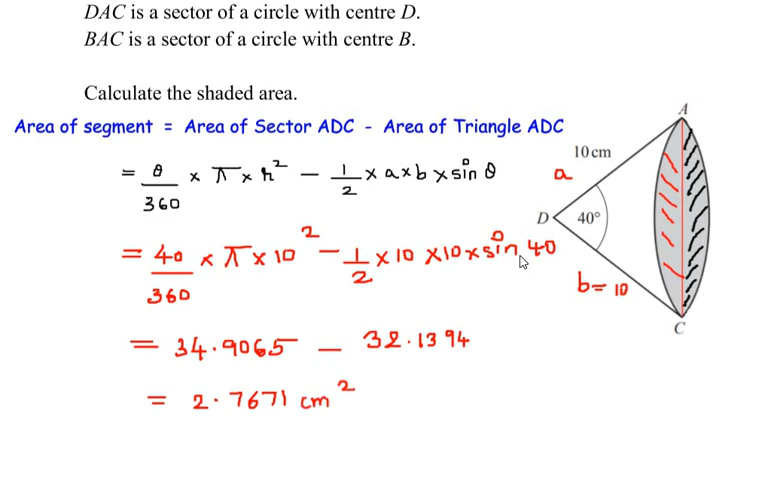 DAC is a sector of a circle with centre D.
BAC is a sector of a circle with centre B.
Calculate the shaded area.
Area of segment = Area of Sector ADC - Area of Triangle ADC
= θ/360 × π × r² − 1/2 × a × b × sin θ
= 40/360 × π × 10² − 1/2 × 10 × 10 × sin 40
= 34.9065 − 32.1394
= 2.7671 cm²
A
10 cm
a
D
40°
b = 10
C